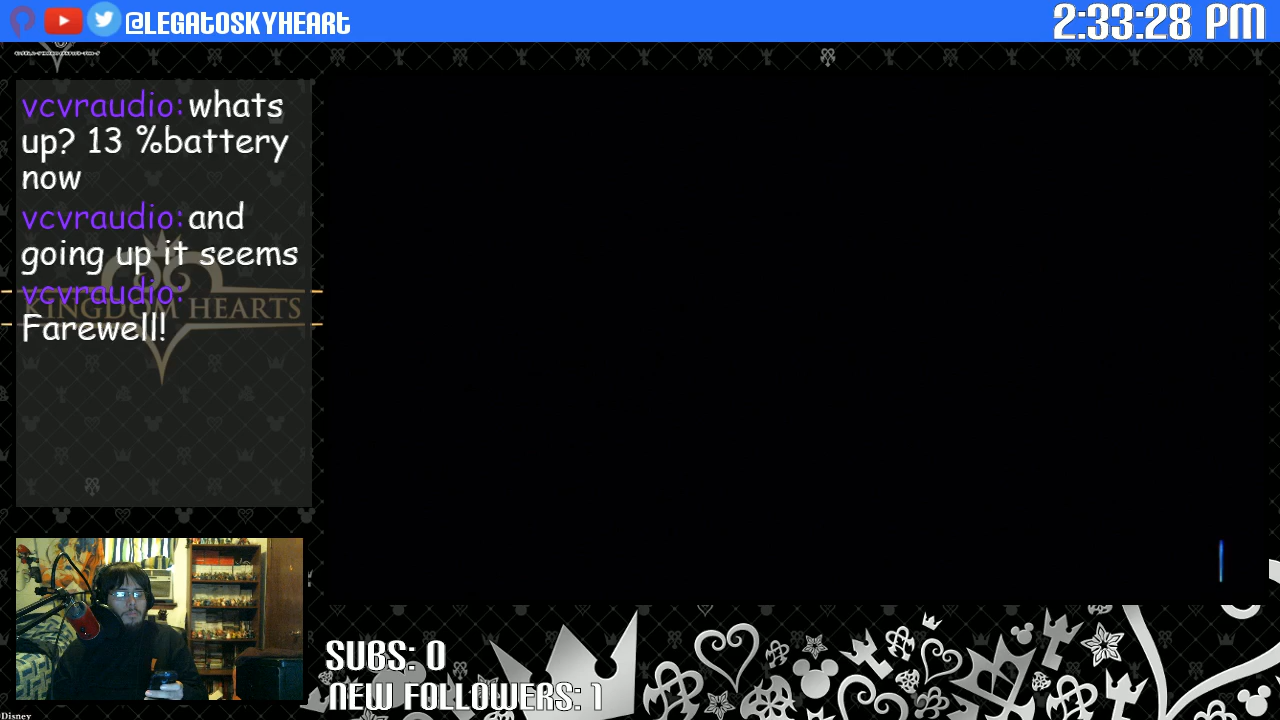 @LEGATOSKYHEART
2:33:28 PM
vcvraudio: whats
up? 13 %battery
now
vcvraudio: and
going up it seems
vcvraudio:
KINGDOM HEARTS
Farewell!
SUBS: 0
NEW FOLLOWERS: 1
Disney